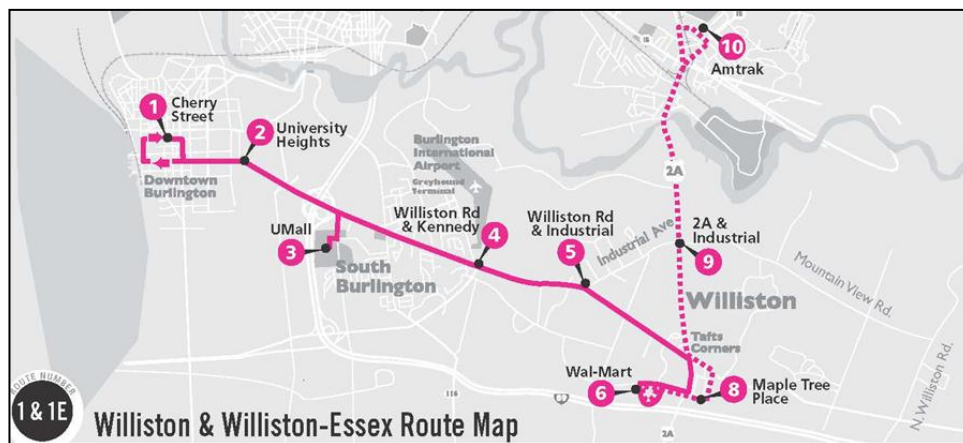 1
Cherry
Street
2
University
Heights
Downtown
Burlington
UMall
3
South
Burlington
Burlington
International
Airport
Greyhound
Terminal
Williston Rd
& Kennedy
4
Williston Rd
& Industrial
5
Industrial Ave
10
Amtrak
2A
2A &
Industrial
9
Williston
Mountain View Rd.
N. Williston Rd.
Tafts
Corners
Wal-Mart
6
8
Maple Tree
Place
116
2A
ROUTE NUMBER
1 & 1E
Williston & Williston-Essex Route Map